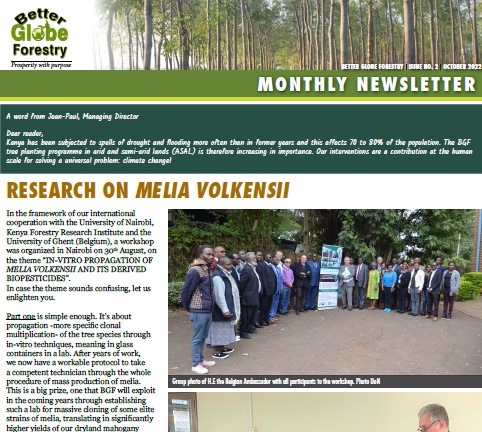 Better
Globe
Forestry
Prosperity with purpose
BETTER GLOBE FORESTRY | ISSUE NO. 2 | OCTOBER 2022
MONTHLY NEWSLETTER
A word from Jean-Paul, Managing Director
Dear reader,
Kenya has been subjected to spells of drought and flooding more often than in former years and this affects 70 to 80% of the population. The BGF
tree planting programme in arid and semi-arid lands (ASAL) is therefore increasing in importance. Our interventions are a contribution at the human
scale for solving a universal problem: climate change!
RESEARCH ON MELIA VOLKENSII
In the framework of our international
cooperation with the University of Nairobi,
Kenya Forestry Research Institute and the
University of Ghent (Belgium), a workshop
was organized in Nairobi on 30th August, on
the theme “IN-VITRO PROPAGATION OF
MELIA VOLKENSII AND ITS DERIVED
BIOPESTICIDES”.
In case the theme sounds confusing, let us
enlighten you.
Part one is simple enough. It’s about
propagation -more specific clonal
multiplication- of the tree species through
in-vitro techniques, meaning in glass
containers in a lab. After years of work,
we now have a workable protocol to take
a competent technician through the whole
procedure of mass production of melia.
This is a big prize, one that BGF will exploit
in the coming years through establishing
such a lab for massive cloning of some elite
strains of melia, translating in significantly
higher yields of our dryland mahogany
Group photo of H.E the Belgian Ambassador with all participants to the workshop. Photo UoN